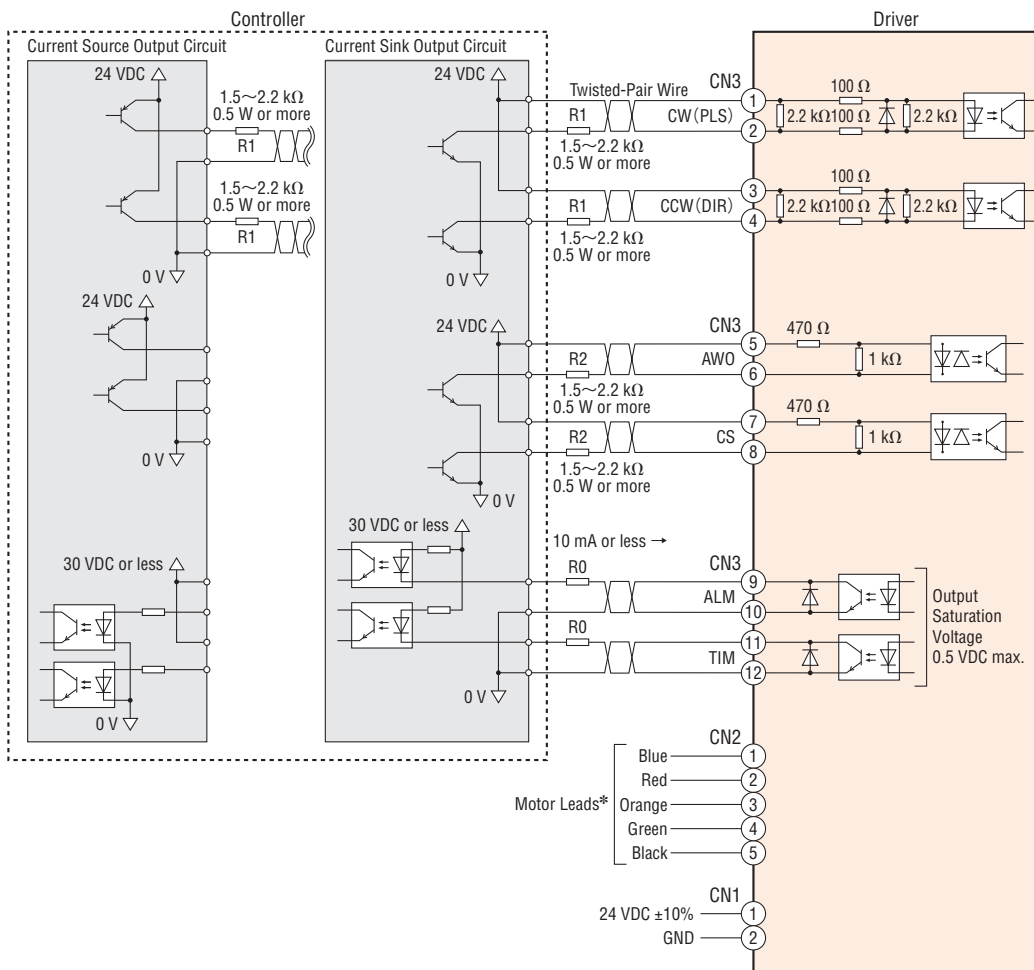 Controller
Driver
Current Source Output Circuit
24 VDC
1.5~2.2 kΩ
0.5 W or more
R1
1.5~2.2 kΩ
0.5 W or more
R1
0 V
24 VDC
0 V
30 VDC or less
0 V
Current Sink Output Circuit
24 VDC
0 V
24 VDC
0 V
30 VDC or less
0 V
Twisted-Pair Wire
R1
CW (PLS)
1.5~2.2 kΩ
0.5 W or more
R1
CCW (DIR)
1.5~2.2 kΩ
0.5 W or more
R2
AWO
1.5~2.2 kΩ
0.5 W or more
R2
CS
1.5~2.2 kΩ
0.5 W or more
10 mA or less →
R0
ALM
R0
TIM
CN3
1
2
100 Ω
2.2 kΩ
100 Ω
2.2 kΩ
3
4
100 Ω
2.2 kΩ
100 Ω
2.2 kΩ
CN3
5
6
470 Ω
1 kΩ
7
8
470 Ω
1 kΩ
CN3
9
10
11
12
Output
Saturation
Voltage
0.5 VDC max.
CN2
Motor Leads*
Blue 1
Red 2
Orange 3
Green 4
Black 5
CN1
24 VDC ±10% 1
GND 2